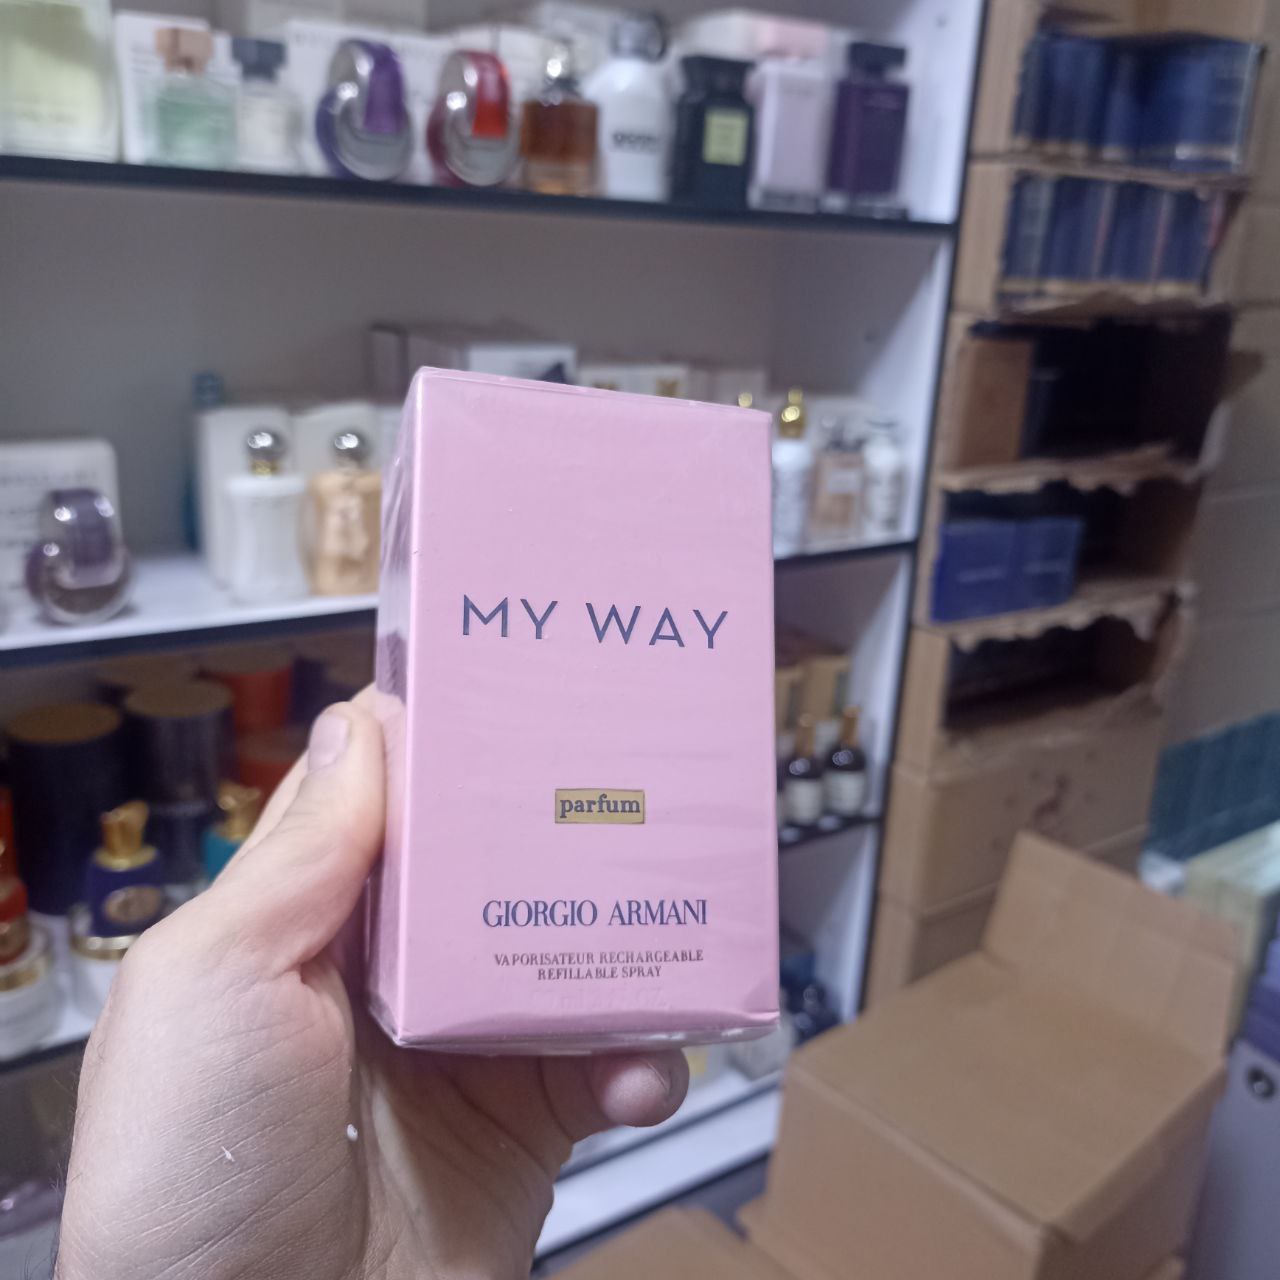 MY WAY
parfum
GIORGIO ARMANI
VAPORISATEUR RECHARGEABLE
REFILLABLE SPRAY